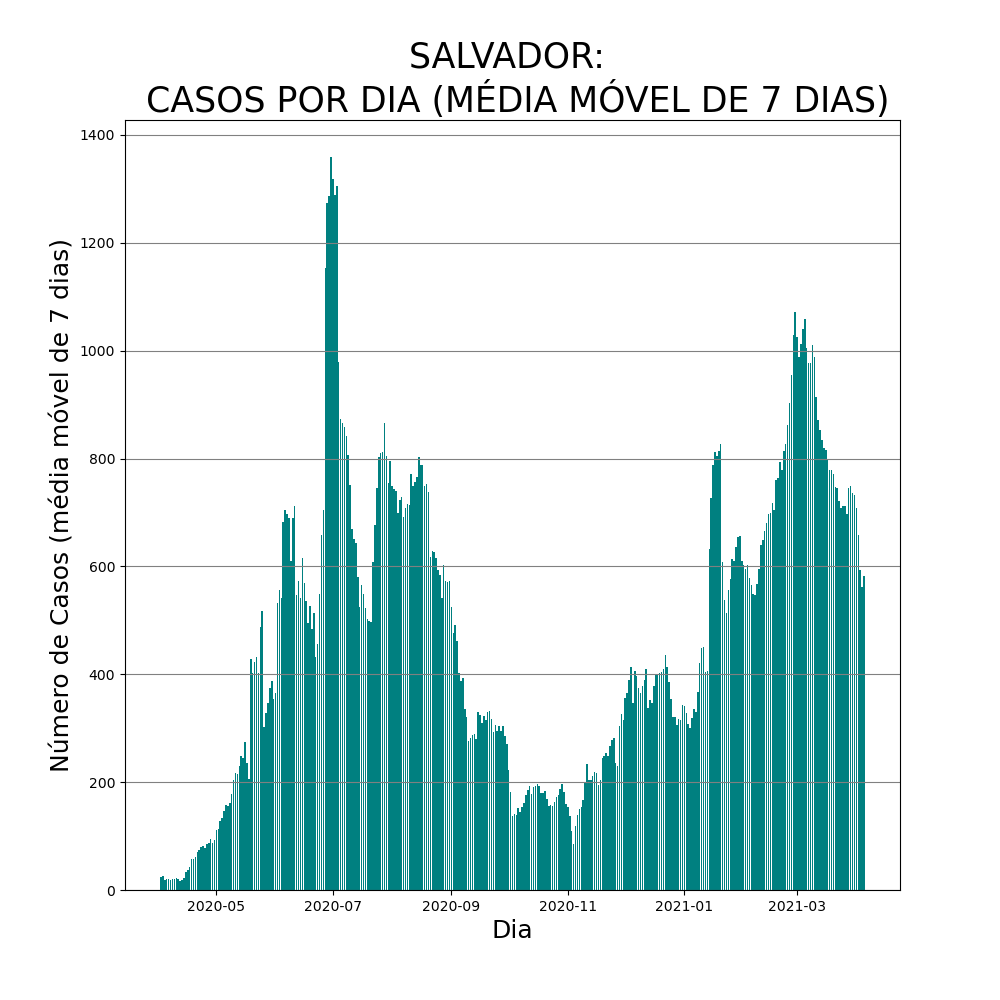 SALVADOR:
CASOS POR DIA (MÉDIA MÓVEL DE 7 DIAS)
Número de Casos (média móvel de 7 dias)
1400
1200
1000
800
600
400
200
0
2020-05 2020-07 2020-09 2020-11 2021-01 2021-03
Dia